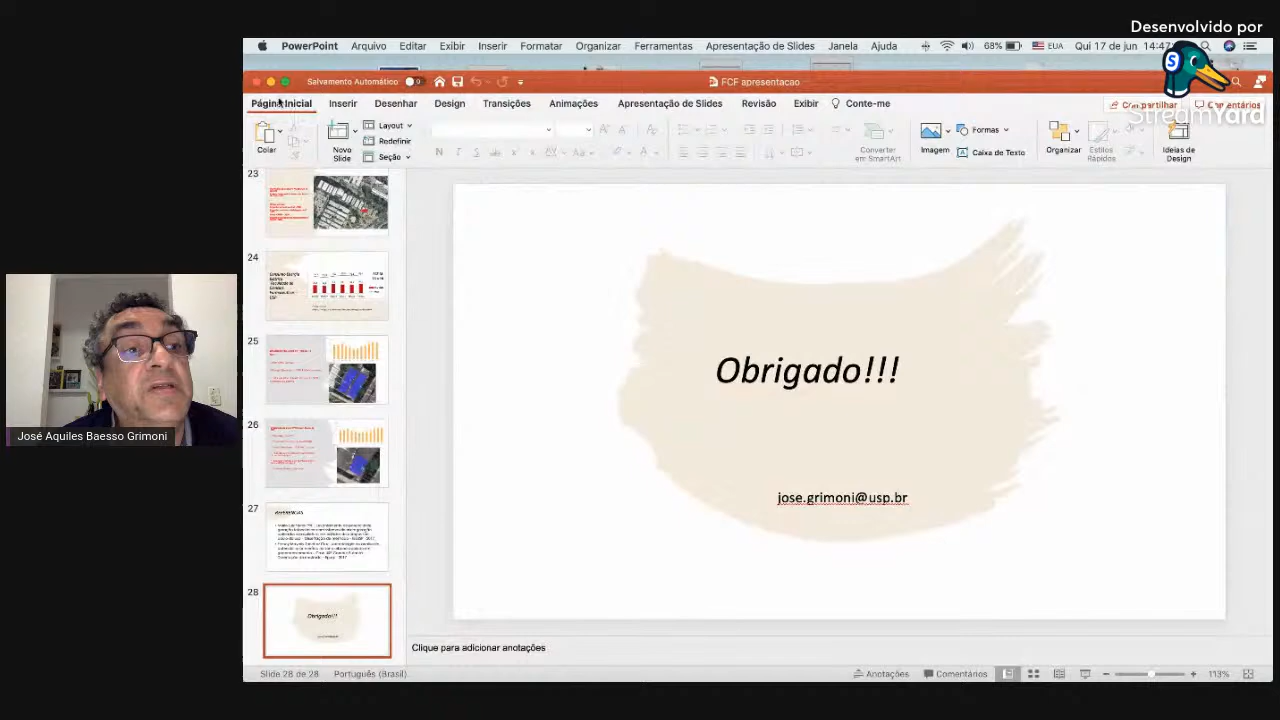 Desenvolvido por
StreamYard
PowerPoint Arquivo Editar Exibir Inserir Formatar Organizar Ferramentas Apresentação de Slides Janela Ajuda 68% EUA Qui 17 de jun 14:47
Salvamento Automático FCF apresentacao
Página Inicial Inserir Desenhar Design Transições Animações Apresentação de Slides Revisão Exibir Conte-me Compartilhar Comentários
Colar
Novo Slide
Layout
Redefinir
Seção
Converter em SmartArt
Imagem
Formas
Caixa de Texto
Organizar
Estilos Rápidos
Ideias de Design
23
24
25
26
27
REFERENCIAS
28
Obrigado!!!
Obrigado!!!
jose.grimoni@usp.br
José Aquiles Baesso Grimoni
Clique para adicionar anotações
Slide 28 de 28 Português (Brasil) Anotações Comentários 113%